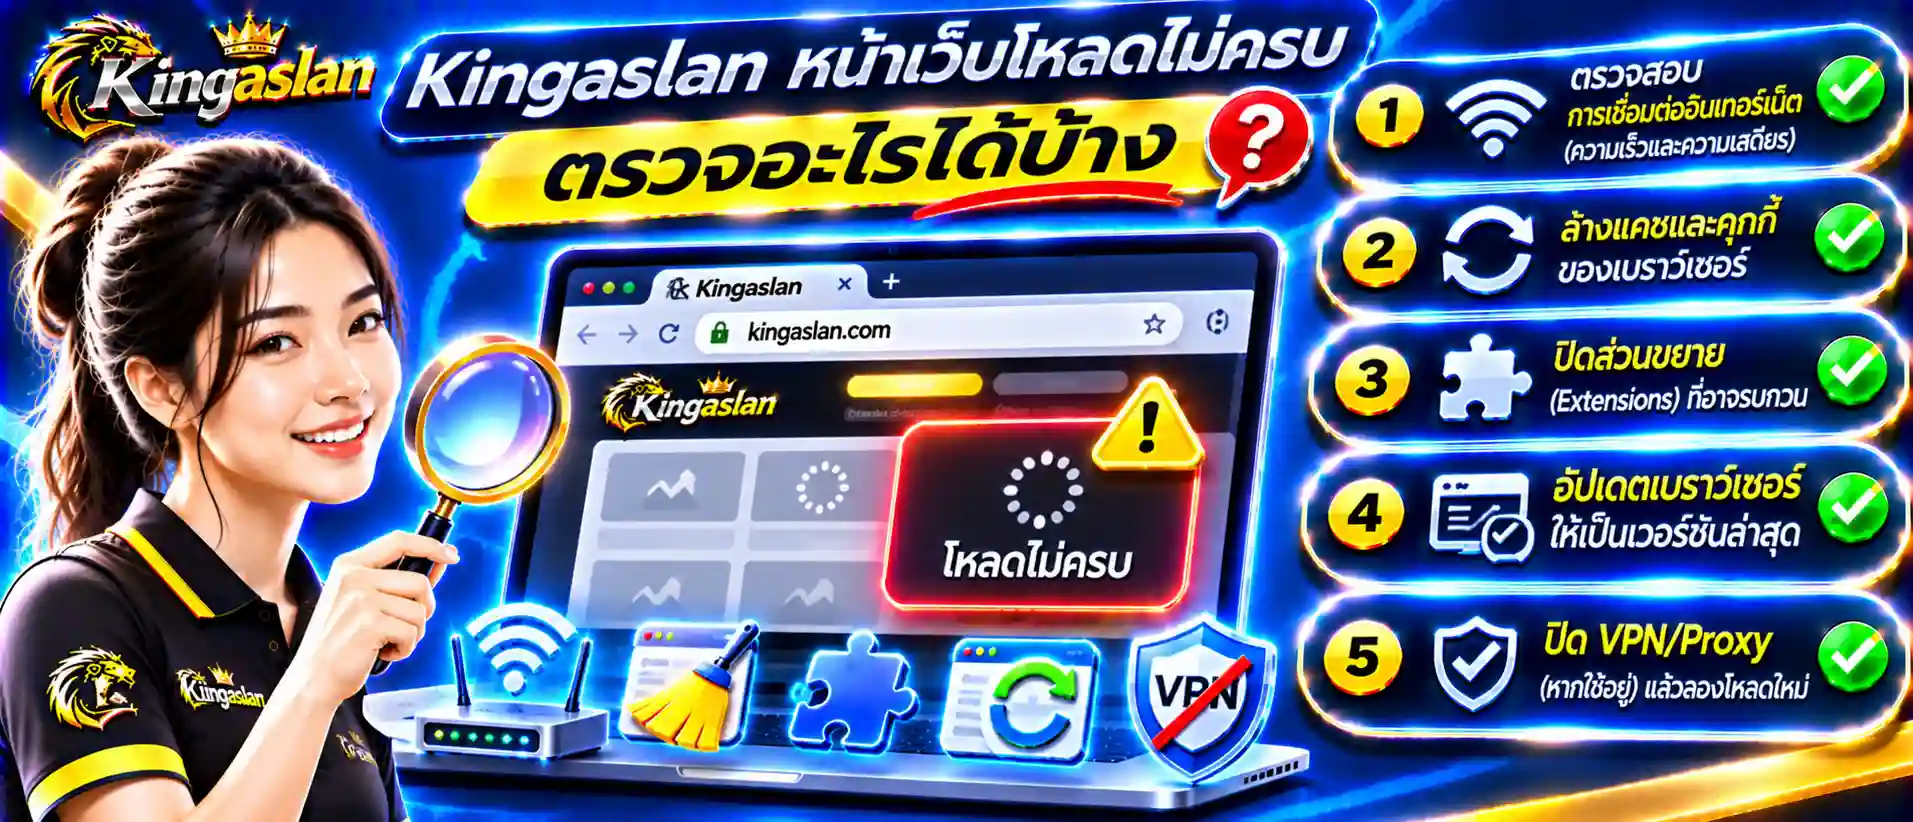 Kingaslan
Kingaslan หน้าเว็บโหลดไม่ครบ
ตรวจอะไรได้บ้าง
?
Kingaslan
kingaslan.com
Kingaslan
!
โหลดไม่ครบ
VPN
Kingaslan
1
ตรวจสอบ
การเชื่อมต่ออินเทอร์เน็ต
(ความเร็วและความเสถียร)
2
ล้างแคชและคุกกี้
ของเบราว์เซอร์
3
ปิดส่วนขยาย
(Extensions) ที่อาจรบกวน
4
อัปเดตเบราว์เซอร์
ให้เป็นเวอร์ชันล่าสุด
5
ปิด VPN/Proxy
(หากใช้อยู่) แล้วลองโหลดใหม่